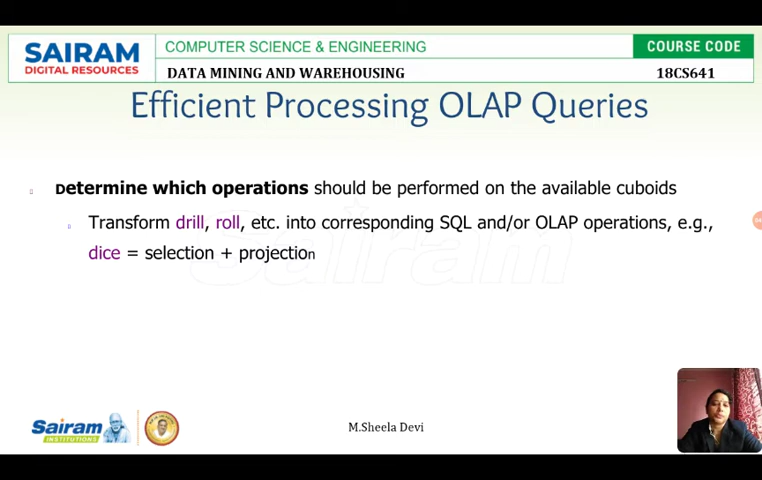 SAIRAM
DIGITAL RESOURCES
COMPUTER SCIENCE & ENGINEERING
COURSE CODE
DATA MINING AND WAREHOUSING
18CS641
Efficient Processing OLAP Queries
Determine which operations should be performed on the available cuboids
Transform drill, roll, etc. into corresponding SQL and/or OLAP operations, e.g.,
dice = selection + projection
Sairam
Sairam
INSTITUTIONS
M.Sheela Devi